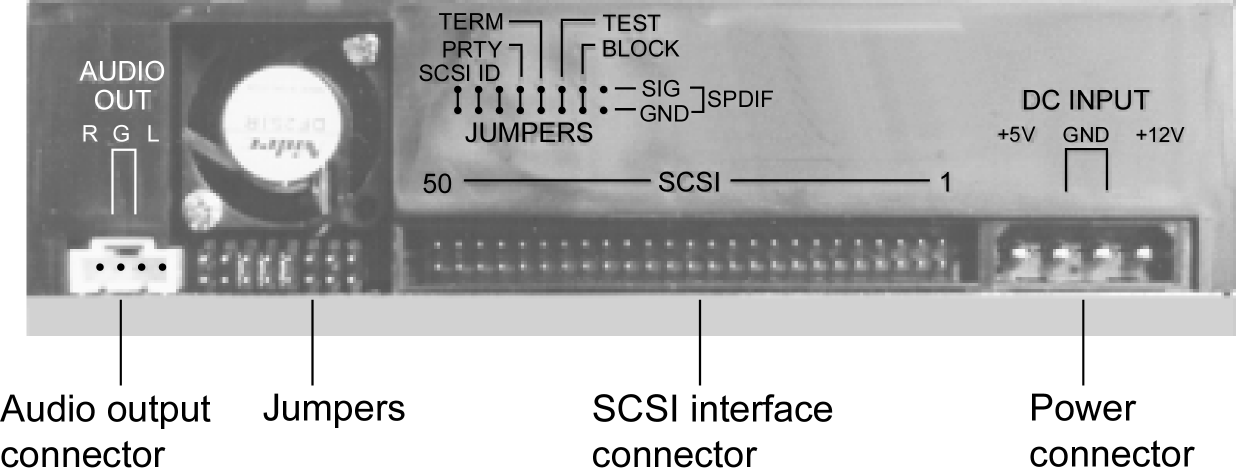 AUDIO
OUT
R G L
TERM
TEST
PRTY
BLOCK
SCSI ID
SIG
GND
SPDIF
JUMPERS
50 SCSI 1
DC INPUT
+5V GND +12V
Audio output
connector
Jumpers
SCSI interface
connector
Power
connector